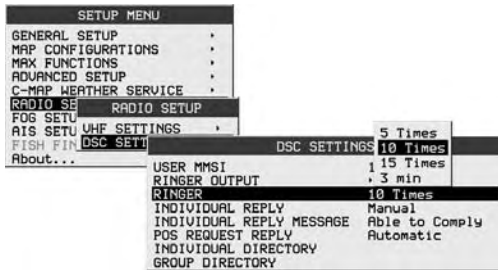 SETUP MENU
GENERAL SETUP
MAP CONFIGURATIONS
MAX FUNCTIONS
ADVANCED SETUP
C-MAP WEATHER SERVICE
RADIO SE
FOG SETU
AIS SETU
FISH FIN
About...
RADIO SETUP
VHF SETTINGS
DSC SETT
DSC SETTINGS
USER MMSI 1
RINGER OUTPUT
RINGER 10 Times
INDIVIDUAL REPLY Manual
INDIVIDUAL REPLY MESSAGE Able to Comply
POS REQUEST REPLY Automatic
INDIVIDUAL DIRECTORY
GROUP DIRECTORY
5 Times
10 Times
15 Times
3 min